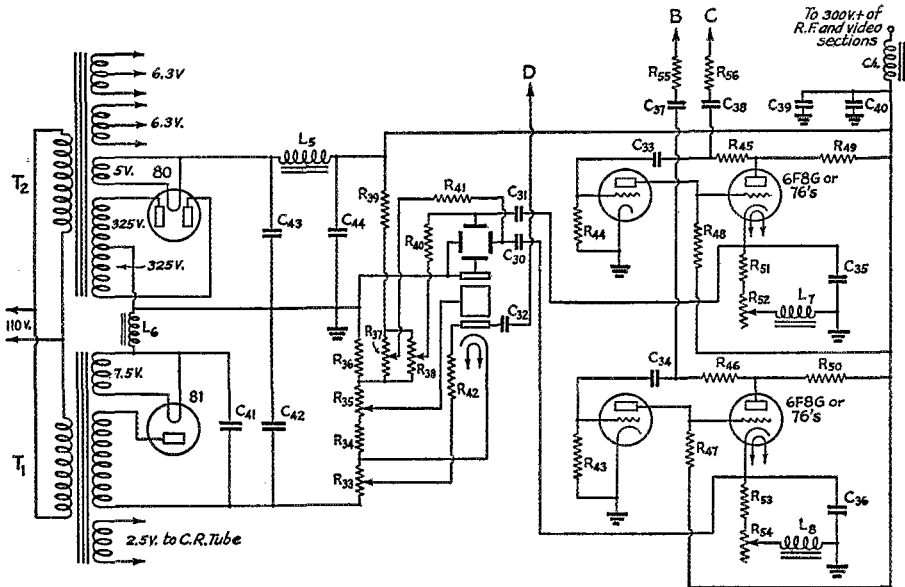 B
C
To 300v.+ of
R.F. and video
sections
D
R55
R56
Ch.
6.3V
C37
C38
C39
C40
6.3V.
L5
C33
R45
R49
T2
5V.
80
6F8G or
76's
R39
R41
C31
325V.
C43
C44
R40
R44
R48
C30
325V.
R51
C35
C32
R52
L7
110 v.
L6
R36
R37
R38
C34
R46
R50
7.5V.
R42
R35
6F8G or
76's
81
C41
C42
R34
R43
R47
T1
R33
R53
C36
R54
L8
2.5V. to C.R. Tube